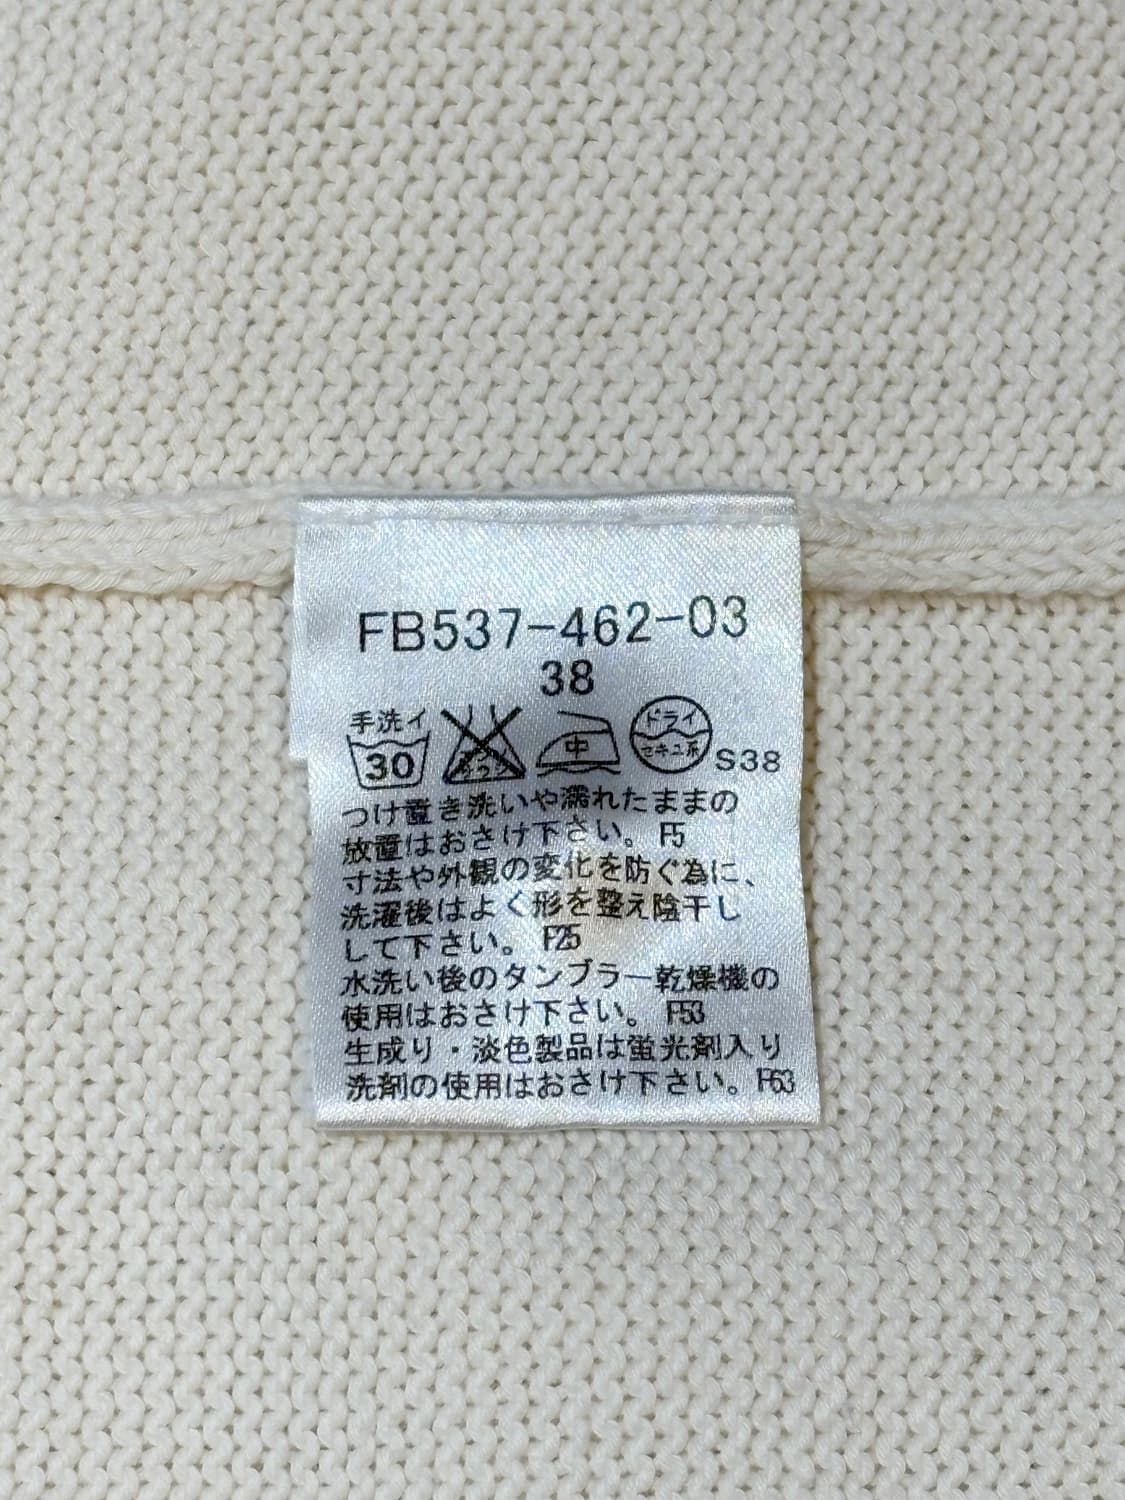 FB537-462-03
38
手洗イ
30
中
ドライ
セキユ系
S38
つけ置き洗いや濡れたままの
放置はおさけ下さい。 F5
寸法や外観の変化を防ぐ為に、
洗濯後はよく形を整え陰干し
して下さい。 F25
水洗い後のタンブラー乾燥機の
使用はおさけ下さい。 F53
生成り・淡色製品は蛍光剤入り
洗剤の使用はおさけ下さい。F63